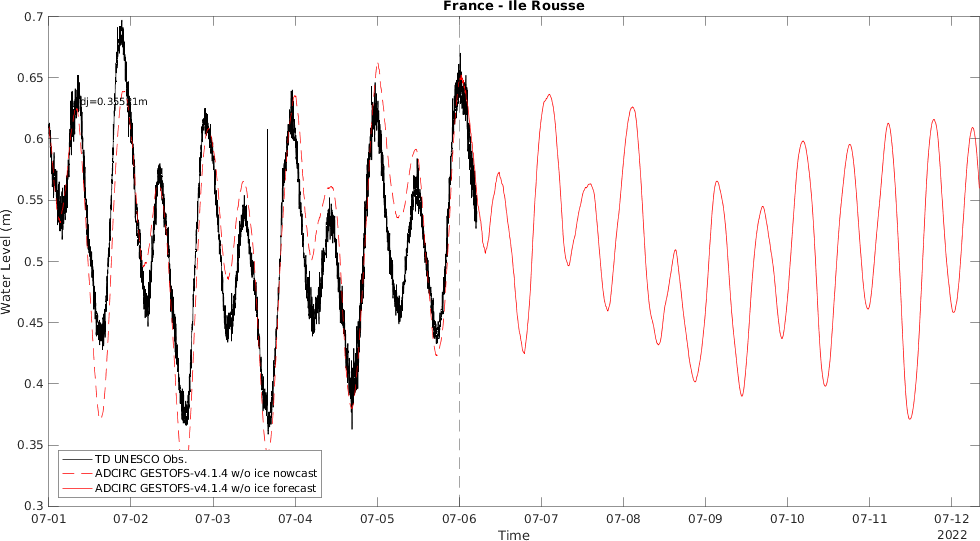 France - Ile Rousse
0.7
0.65
0.6
0.55
0.5
0.45
0.4
0.35
0.3
Water Level (m)
TD UNESCO Obs.
ADCIRC GESTOFS-v4.1.4 w/o ice nowcast
ADCIRC GESTOFS-v4.1.4 w/o ice forecast
07-01 07-02 07-03 07-04 07-05 07-06 07-07 07-08 07-09 07-10 07-11 07-12
Time
2022